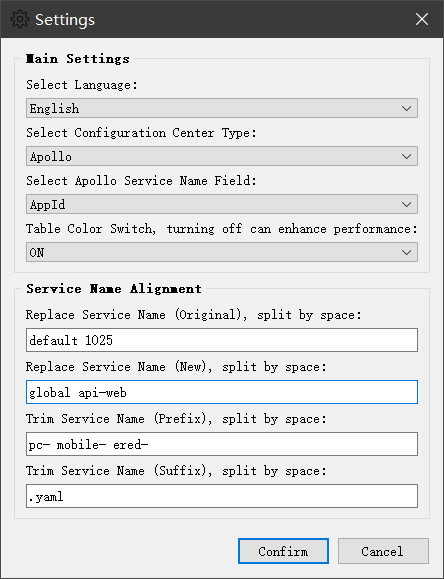 Settings
Main Settings
Select Language:
English
Select Configuration Center Type:
Apollo
Select Apollo Service Name Field:
AppId
Table Color Switch, turning off can enhance performance:
ON
Service Name Alignment
Replace Service Name (Original), split by space:
default 1025
Replace Service Name (New), split by space:
global api-web
Trim Service Name (Prefix), split by space:
pc- mobile- ered-
Trim Service Name (Suffix), split by space:
.yaml
Confirm Cancel